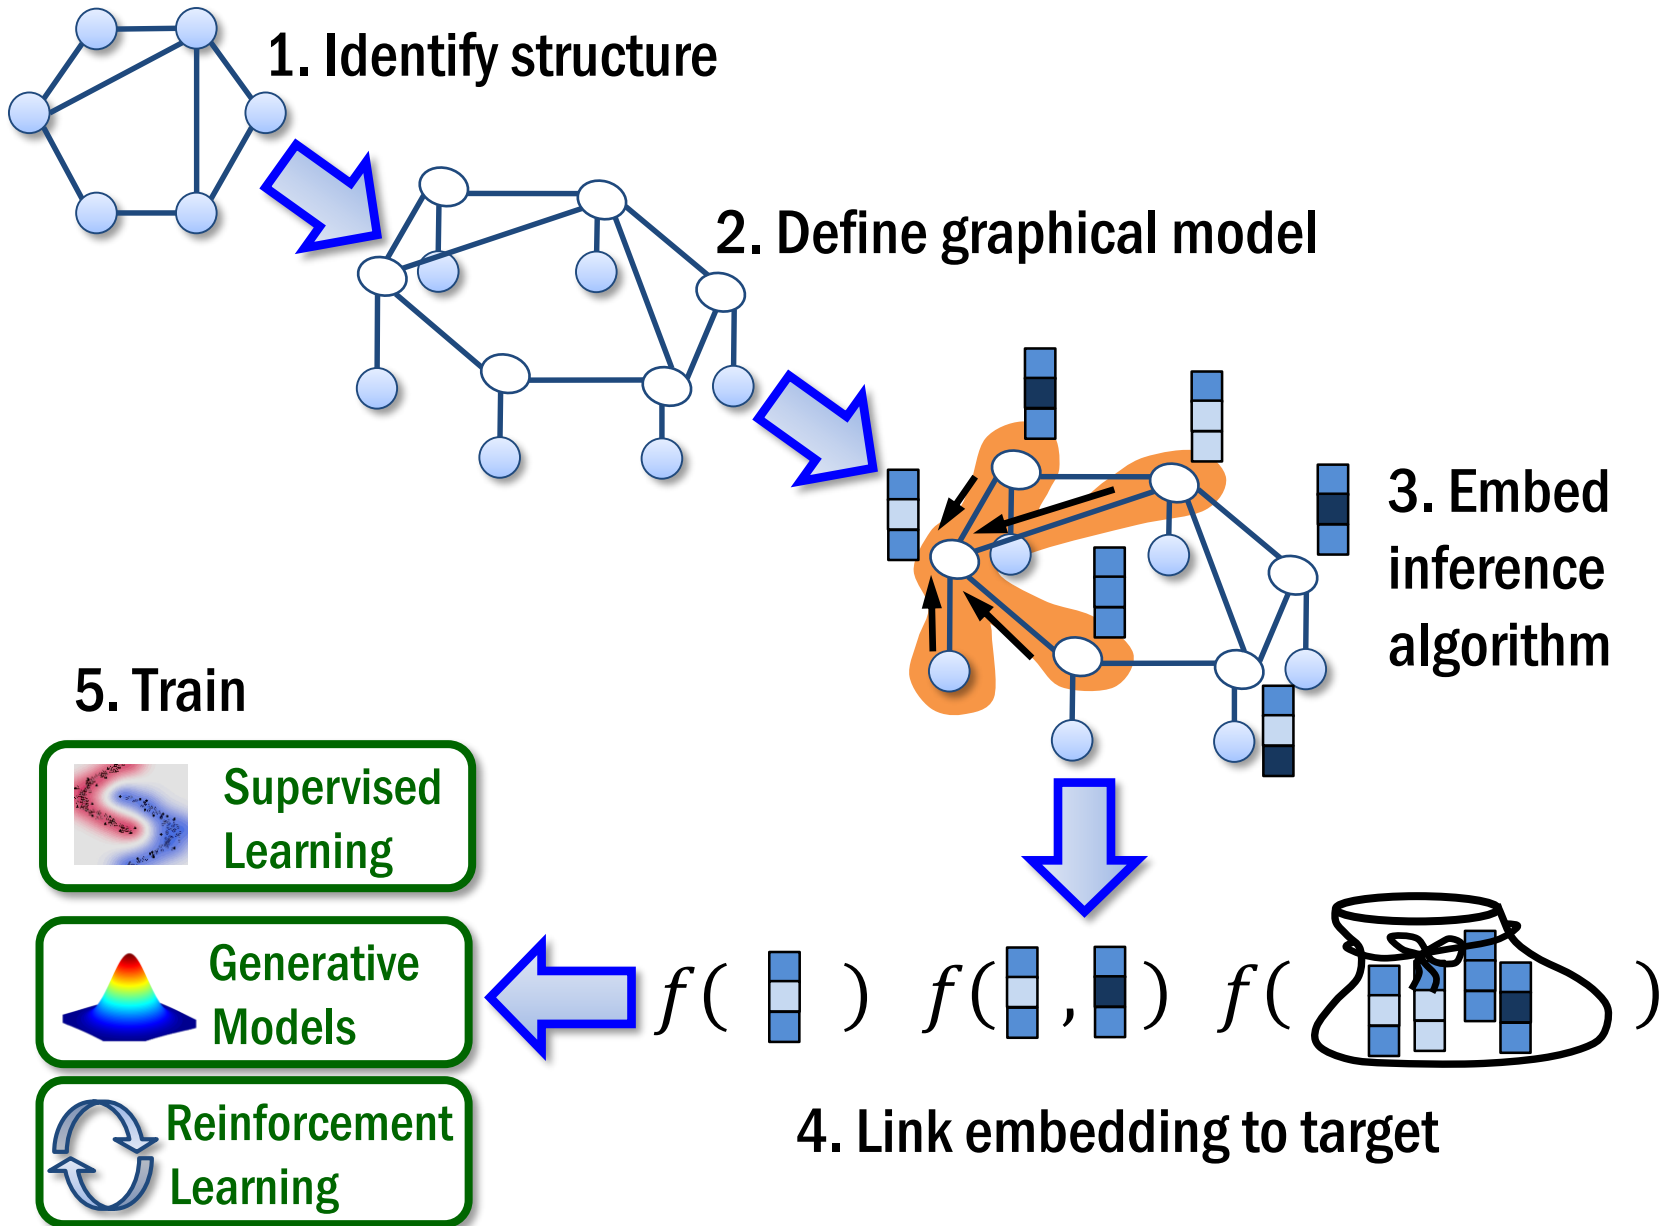 1. Identify structure
2. Define graphical model
3. Embed
inference
algorithm
f( ) f( , ) f( )
4. Link embedding to target
5. Train
Supervised
Learning
Generative
Models
Reinforcement
Learning